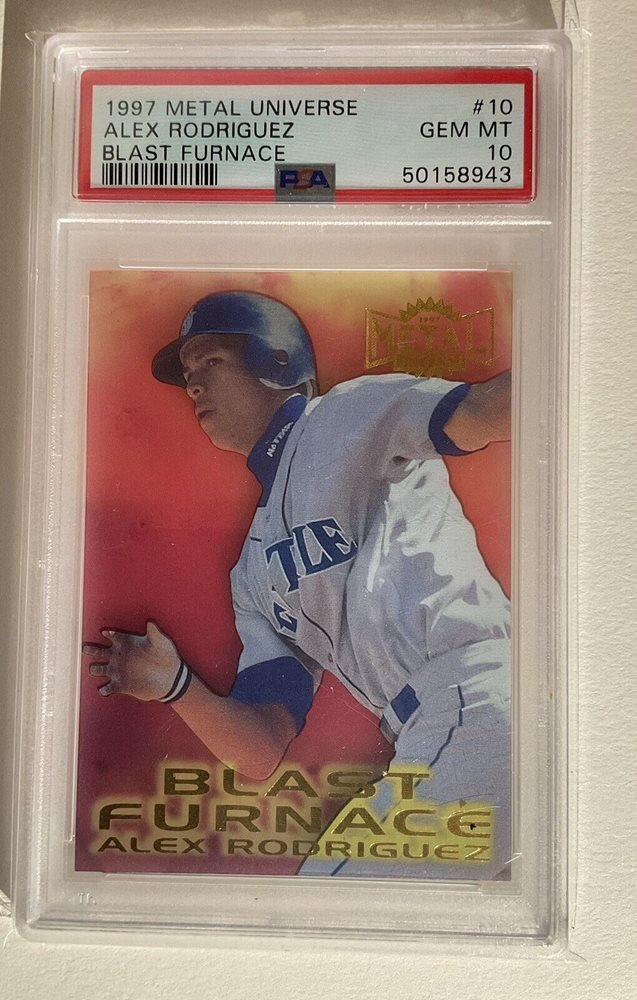 1997 METAL UNIVERSE #10
ALEX RODRIGUEZ GEM MT
BLAST FURNACE 10
PSA 50158943
1997
METAL
TLE
BLAST
FURNACE
ALEX RODRIGUEZ